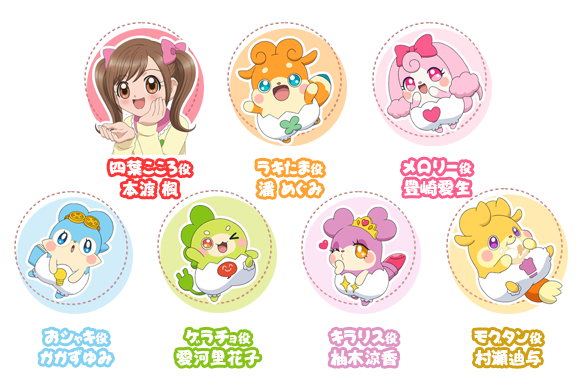 四葉こころ役
本渡 楓
ラキたま役
潘 めぐみ
メロリー役
豊崎愛生
おシャキ役
かかずゆみ
ケラチョ役
愛河里花子
キラリス役
柚木涼香
モグタン役
村瀬迪与